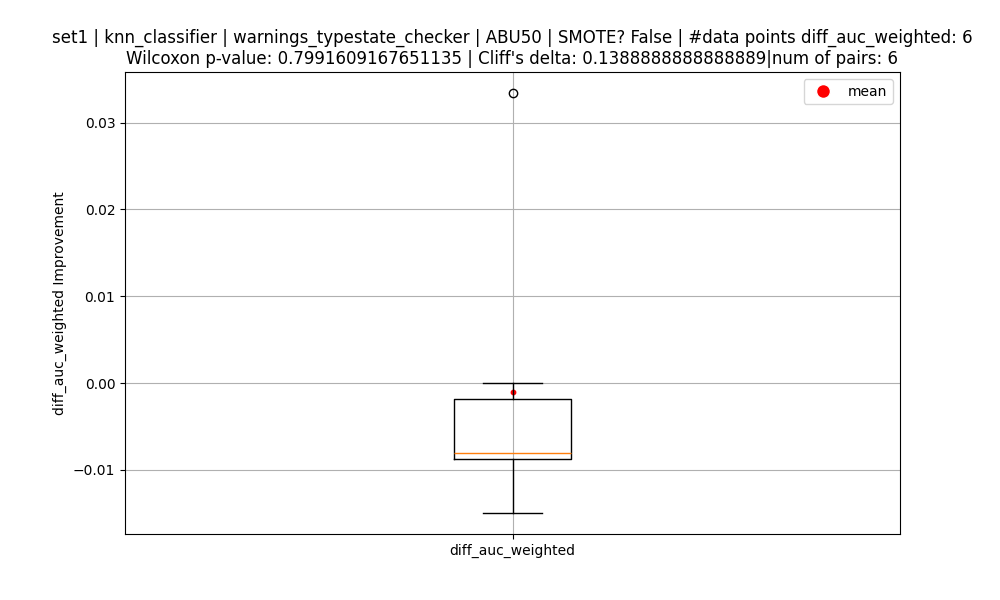 set1 | knn_classifier | warnings_typestate_checker | ABU50 | SMOTE? False | #data points diff_auc_weighted: 6
Wilcoxon p-value: 0.7991609167651135 | Cliff's delta: 0.1388888888888889|num of pairs: 6
mean
0.03
0.02
0.01
0.00
−0.01
diff_auc_weighted Improvement
diff_auc_weighted